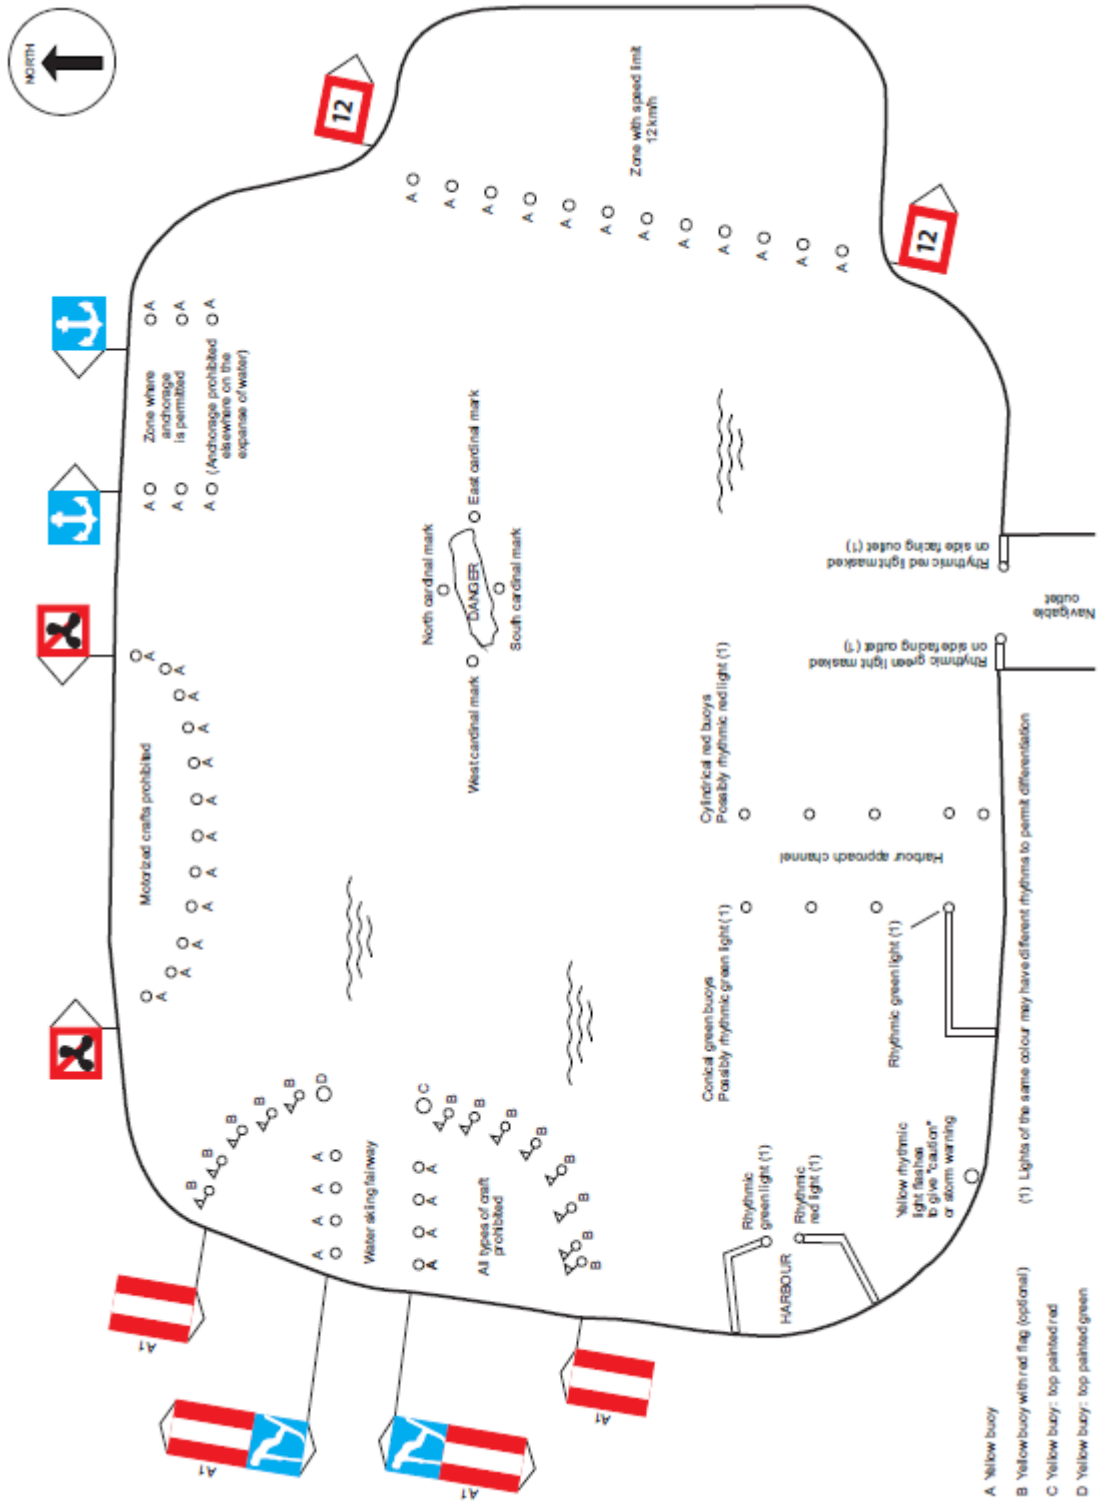 NORTH
12
12
Zone with speed limit
12 km/h
A
A
A
A
A
A
A
A
A
A
A
A
Zone where
anchorage
is permitted
(Anchorage prohibited
elsewhere on the
expanse of water)
A
A
A
A
A
A
Motorized crafts prohibited
A
A
A
A
A
A
A
A
A
A
A
A
North cardinal mark
East cardinal mark
DANGER
South cardinal mark
West cardinal mark
A1
A1
A1
A1
B
B
B
B
B
B
D
A
A
A
A
Water skiing fairway
C
A
A
A
A
All types of craft
prohibited
B
B
B
B
B
B
B
B
Rhythmic
green light (1)
Rhythmic
red light (1)
HARBOUR
Yellow rhythmic
light flashes
to give "caution"
or storm warning
Conical green buoys
Possibly rhythmic green light (1)
Cylindrical red buoys
Possibly rhythmic red light (1)
Harbour approach channel
Rhythmic green light (1)
Rhythmic green light masked
on side facing outlet (1)
Rhythmic red light masked
on side facing outlet (1)
Navigable
outlet
A Yellow buoy
B Yellow buoy with red flag (optional)
C Yellow buoy: top painted red
D Yellow buoy: top painted green
(1) Lights of the same colour may have different rhythms to permit differentiation